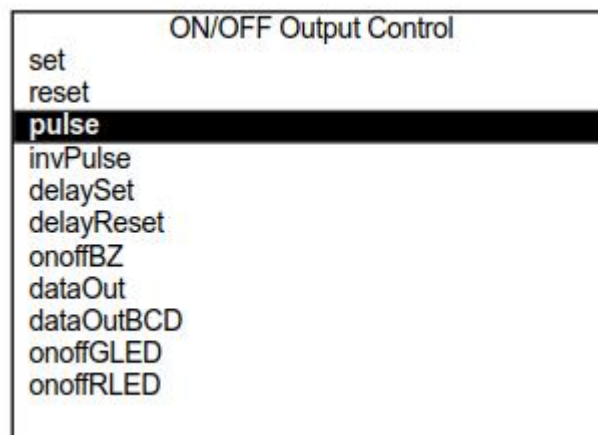 ON/OFF Output Control
set
reset
pulse
invPulse
delaySet
delayReset
onoffBZ
dataOut
dataOutBCD
onoffGLED
onoffRLED